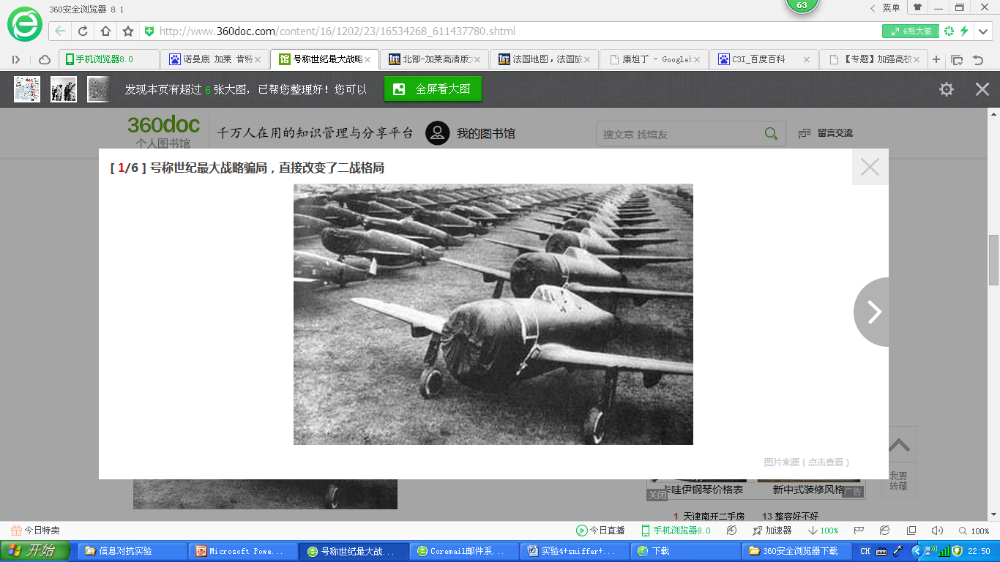 360安全浏览器 8.1
63
菜单
http://www.360doc.com/content/16/1202/23/16534268_611437780.shtml
6张大图
手机浏览器8.0
诺曼底 加莱 肯特
号称世纪最大战略
北部-加莱高清版
法国地图，法国旅
康坦丁 - Google
C3I_百度百科
【专题】加强高校
发现本页有超过 6 张大图，已帮您整理好！您可以
全屏看大图
360doc
个人图书馆
千万人在用的知识管理与分享平台
我的图书馆
搜文章 找馆友
留言交流
[ 1/6 ] 号称世纪最大战略骗局，直接改变了二战格局
图片来源（点击查看）
我要
转藏
卡哇伊钢琴价格表
新中式装修风格
关闭
广告
1 天津南开二手房
13 整容好不好
今日特卖
今日直播
手机浏览器8.0
加速器
100%
100%
开始
信息对抗实验
Microsoft Powe...
号称世纪最大战...
Coremail邮件系...
实验4+sniffer+...
下载
360安全浏览器下载
CH
22:50